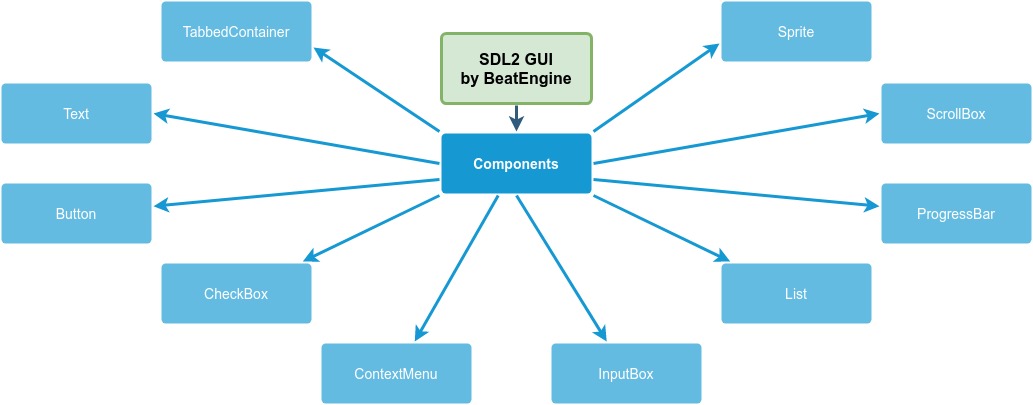 TabbedContainer
SDL2 GUI
by BeatEngine
Sprite
Text
ScrollBox
Components
Button
ProgressBar
CheckBox
List
ContextMenu
InputBox